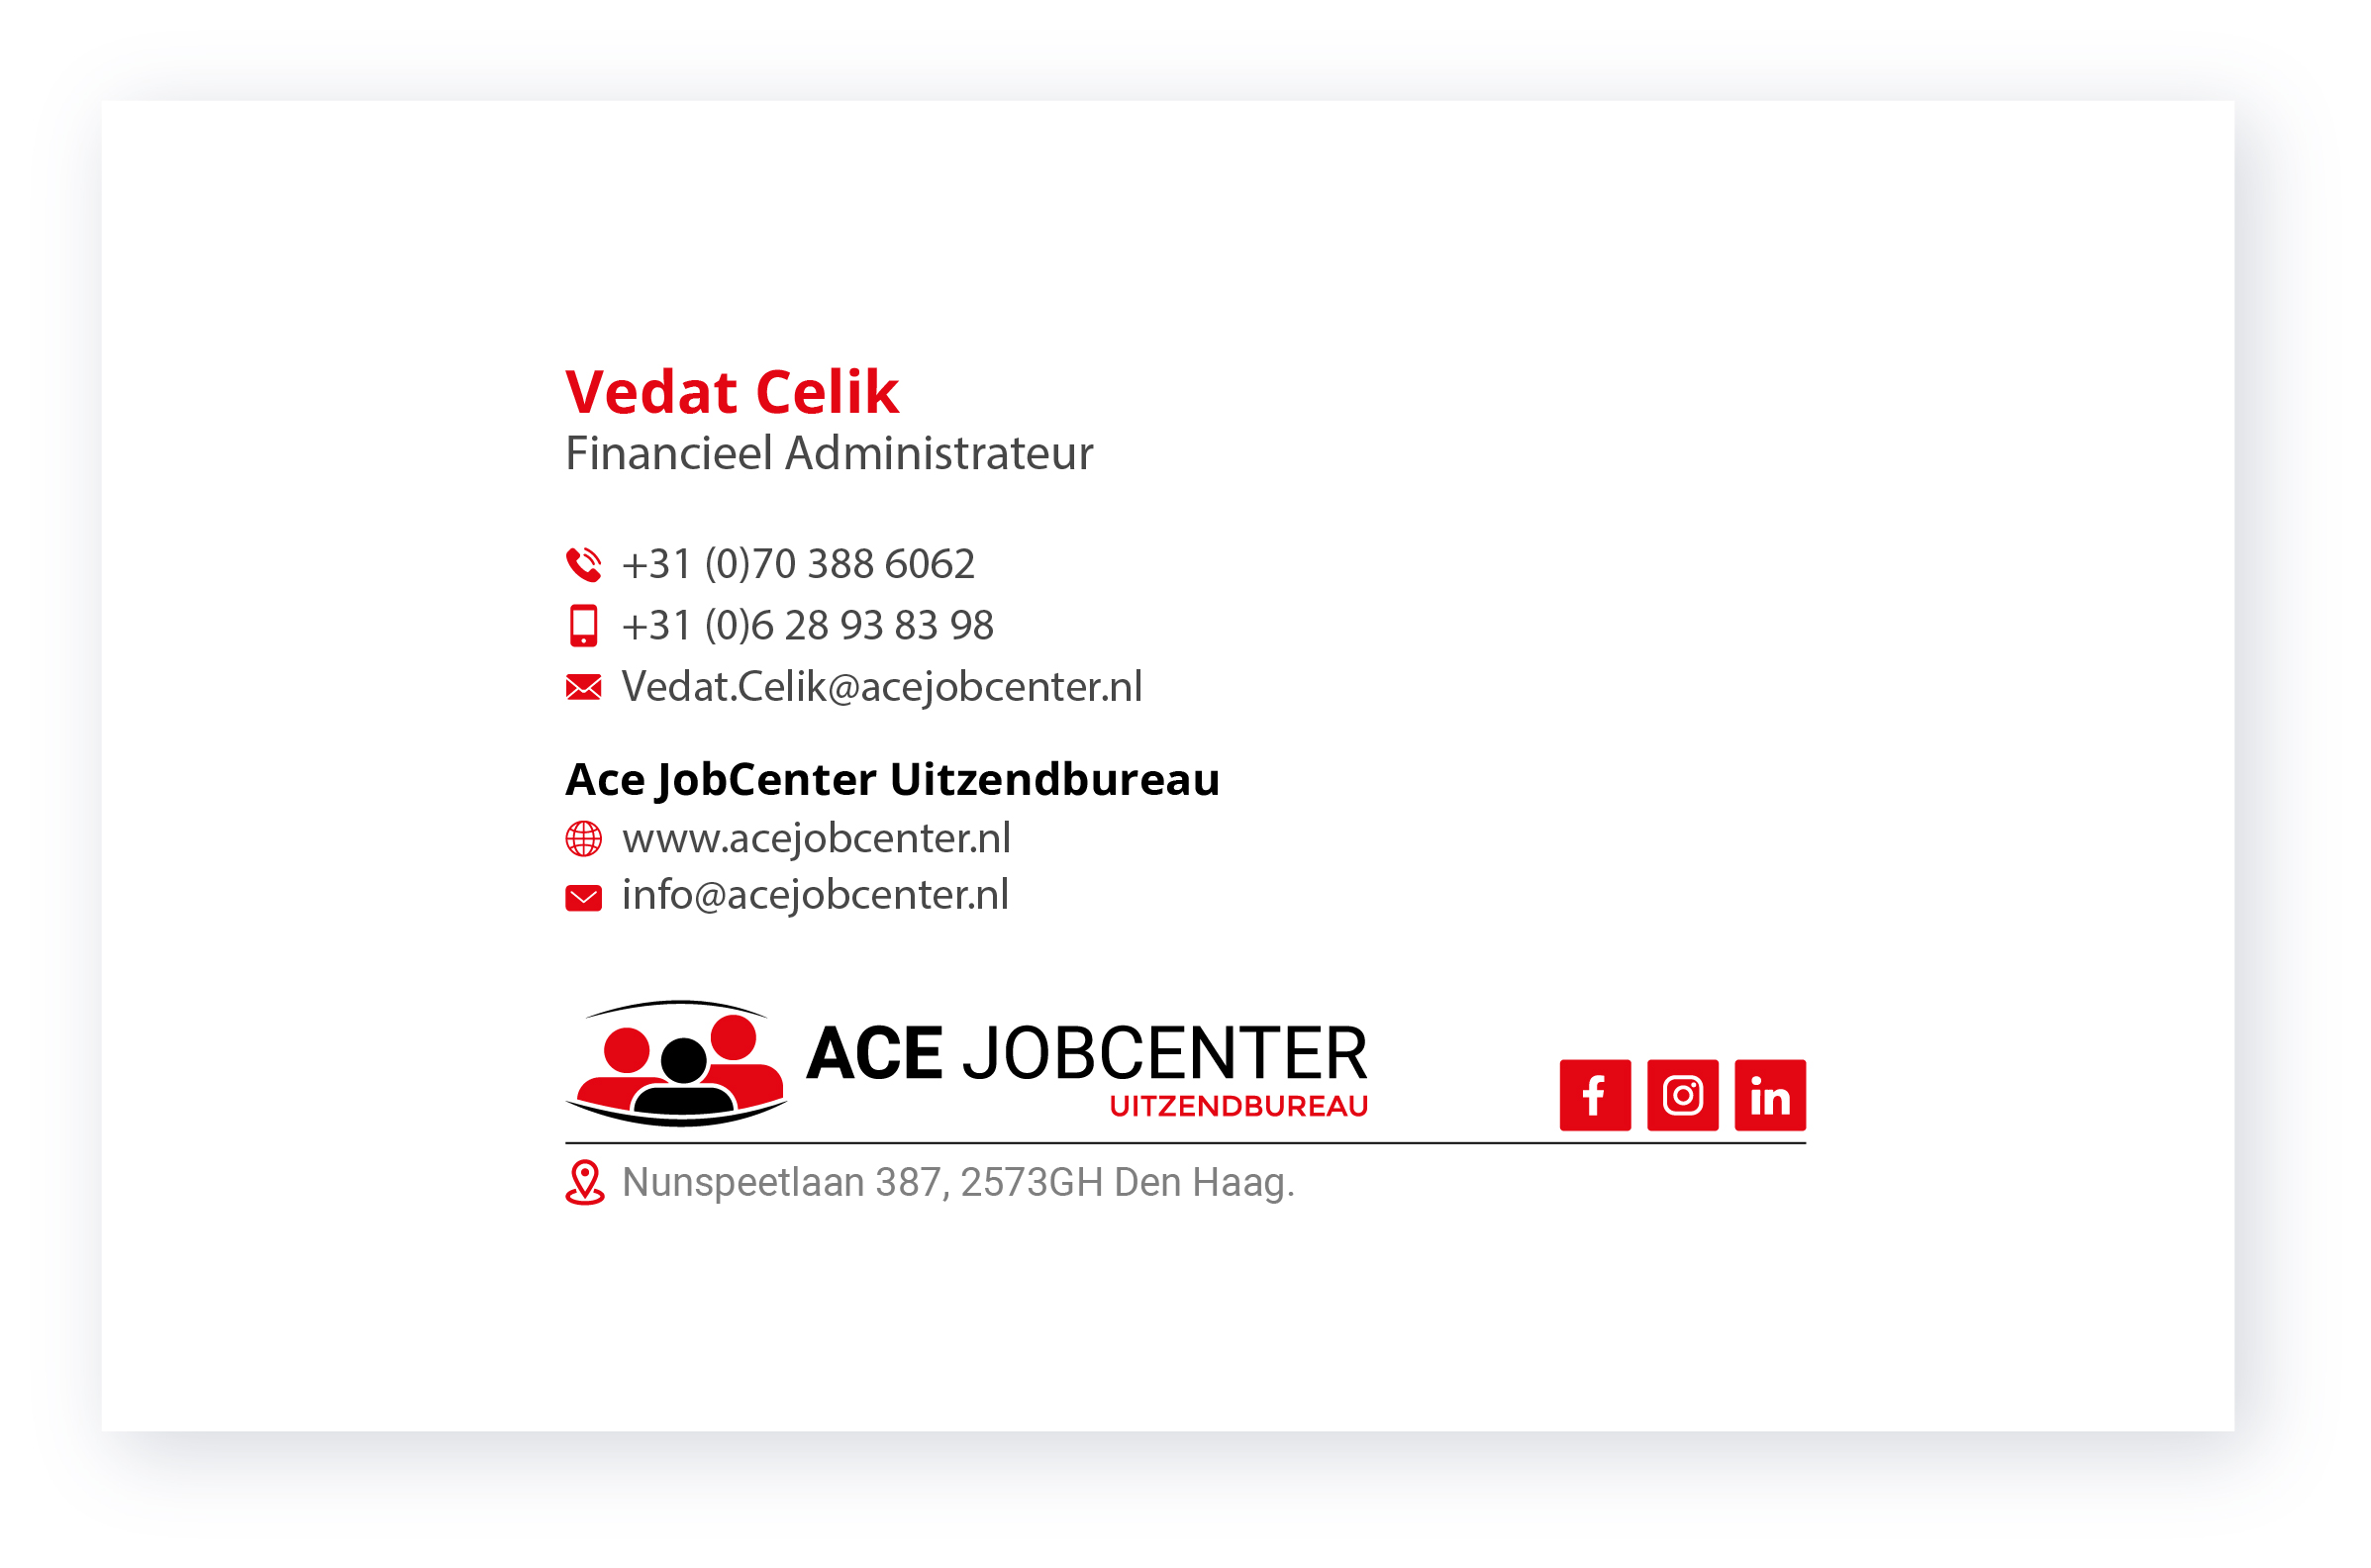 Vedat Celik
Financieel Administrateur
+31 (0)70 388 6062
+31 (0)6 28 93 83 98
Vedat.Celik@acejobcenter.nl
Ace JobCenter Uitzendbureau
www.acejobcenter.nl
info@acejobcenter.nl
ACE JOBCENTER
UITZENDBUREAU
f in
Nunspeetlaan 387, 2573GH Den Haag.